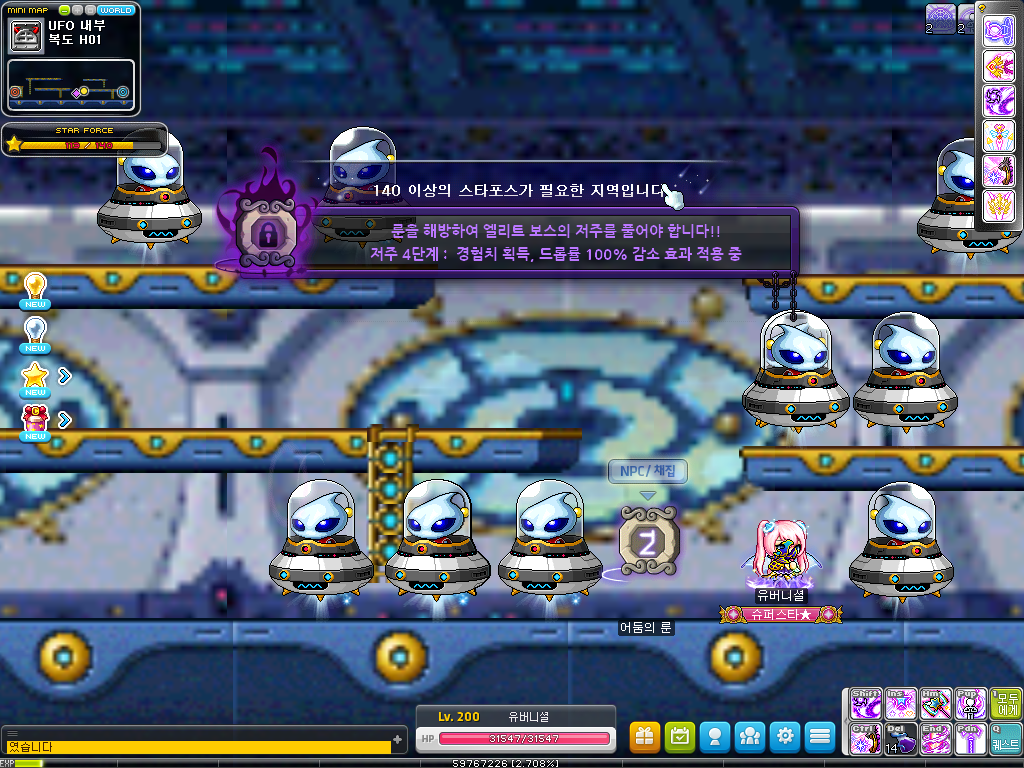 MINI MAP
WORLD
UFO 내부
복도 H01
STAR FORCE
2
2
140 이상의 스타포스가 필요한 지역입니다
룬을 해방하여 엘리트 보스의 저주를 풀어야 합니다!!
저주 4단계 : 경험치 획득, 드롭률 100% 감소 효과 적용 중
NEW
NEW
NEW
NEW
NPC/채집
유버니셜
슈퍼스타★
어둠의 룬
Shift
Ins
Hm
Pup
1
모두
에게
Ctrl
Del
14
End
Pdn
Q
퀘스트
Lv. 200 유버니셜
HP 31547/31547
였습니다
EXP 59767226 [2.708%]